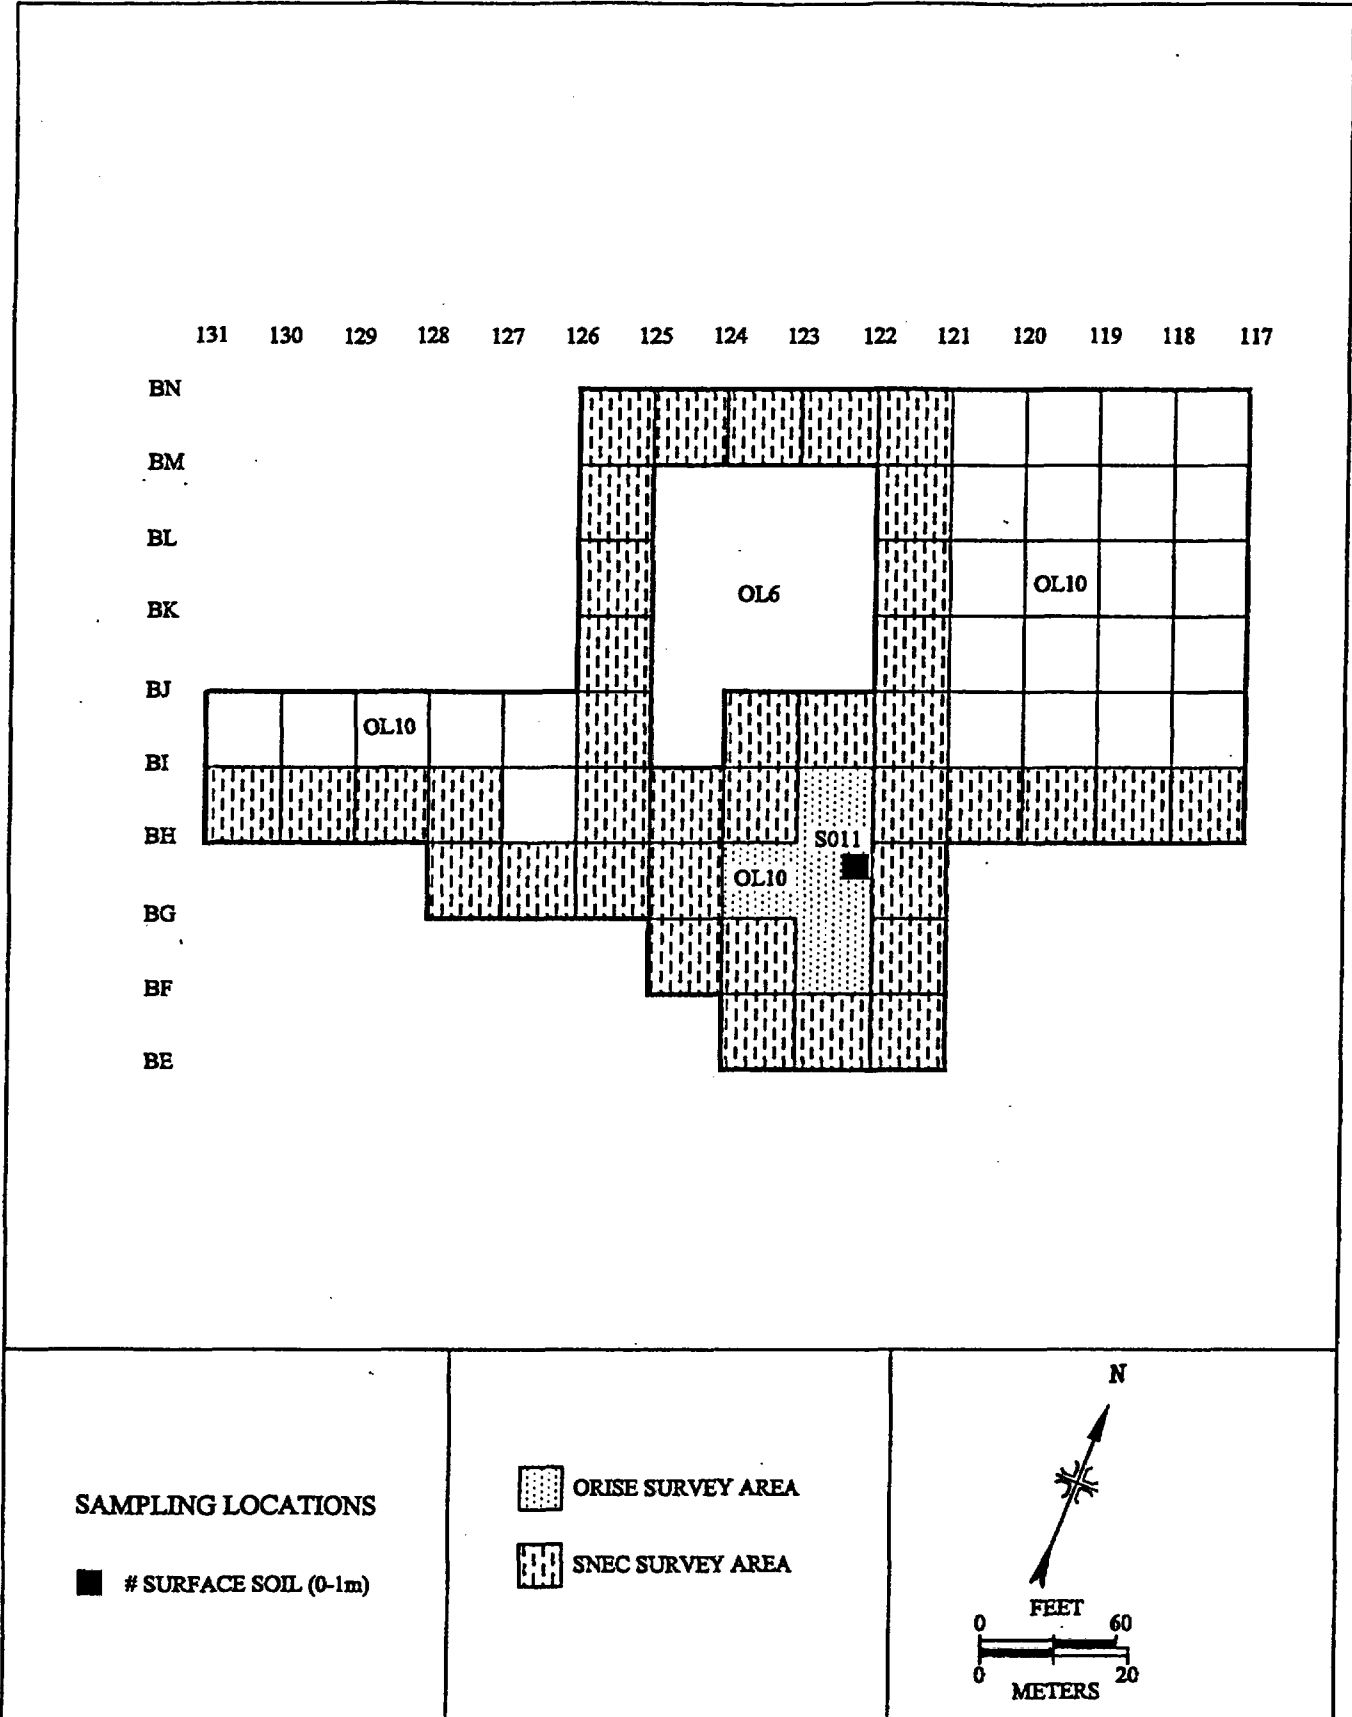 131 130 129 128 127 126 125 124 123 122 121 120 119 118 117
BN
BM
BL
OL10
OL6
BK
BJ
OL10
BI
BH
S011
OL10
BG
BF
BE
N
SAMPLING LOCATIONS
# SURFACE SOIL (0-1m)
ORISE SURVEY AREA
SNEC SURVEY AREA
FEET
0 60
0 20
METERS